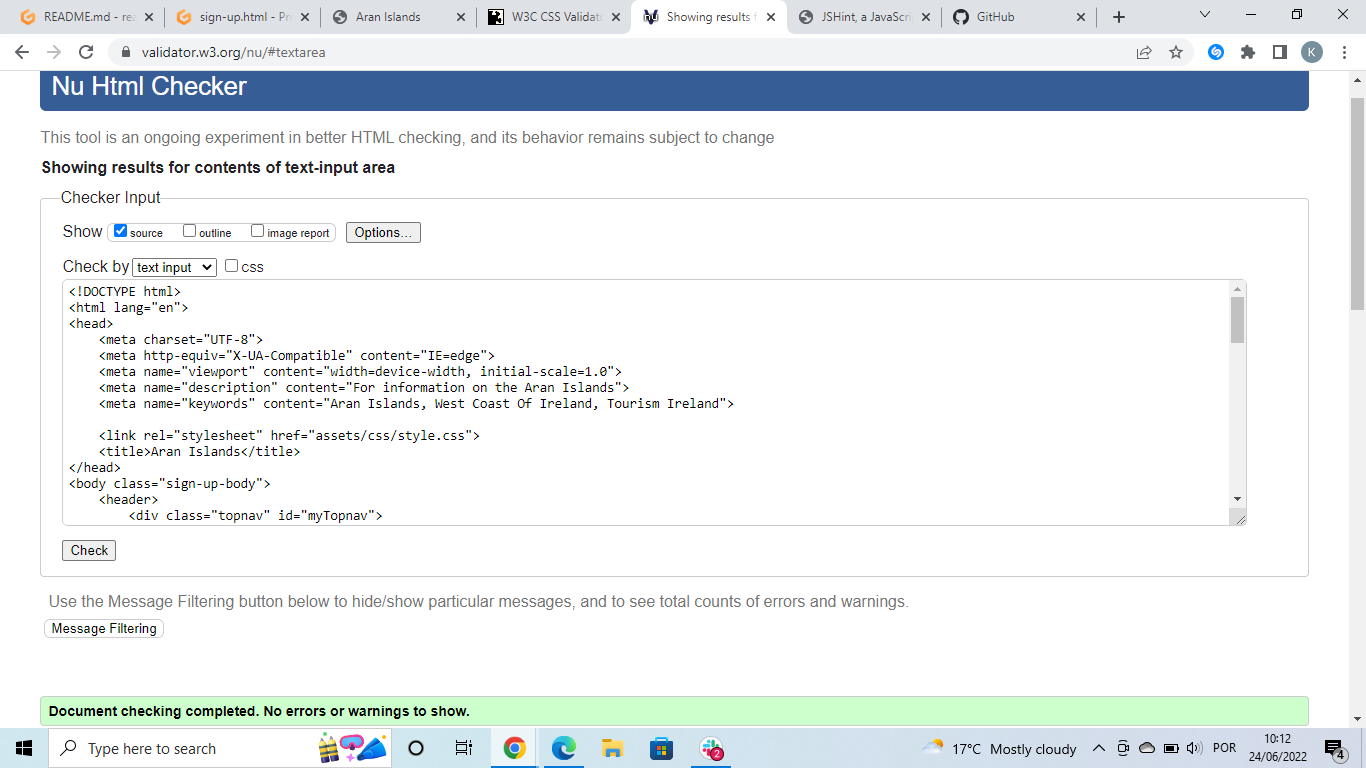 README.md - rea
sign-up.html - Pr
Aran Islands
W3C CSS Validat
Showing results f
JSHint, a JavaScri
GitHub
validator.w3.org/nu/#textarea
K
Nu Html Checker
This tool is an ongoing experiment in better HTML checking, and its behavior remains subject to change
Showing results for contents of text-input area
Checker Input
Show source outline image report Options...
Check by text input css
<!DOCTYPE html>
<html lang="en">
<head>
    <meta charset="UTF-8">
    <meta http-equiv="X-UA-Compatible" content="IE=edge">
    <meta name="viewport" content="width=device-width, initial-scale=1.0">
    <meta name="description" content="For information on the Aran Islands">
    <meta name="keywords" content="Aran Islands, West Coast Of Ireland, Tourism Ireland">
    <link rel="stylesheet" href="assets/css/style.css">
    <title>Aran Islands</title>
</head>
<body class="sign-up-body">
    <header>
        <div class="topnav" id="myTopnav">
Check
Use the Message Filtering button below to hide/show particular messages, and to see total counts of errors and warnings.
Message Filtering
Document checking completed. No errors or warnings to show.
Type here to search
2
17°C Mostly cloudy
POR
10:12
24/06/2022
4